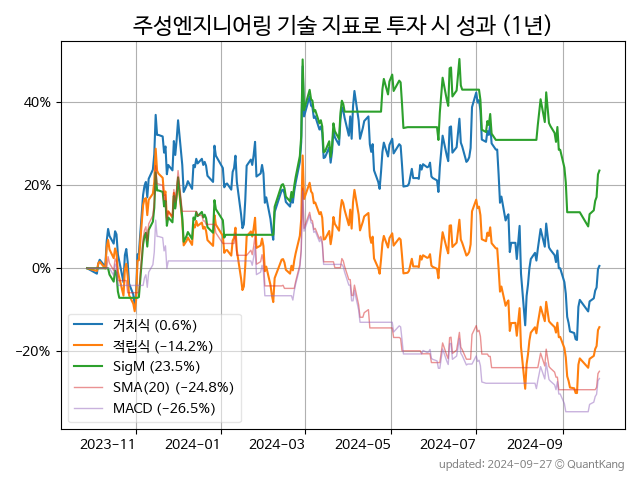 주성엔지니어링 기술 지표로 투자 시 성과 (1년)
40%
20%
0%
−20%
거치식 (0.6%)
적립식 (−14.2%)
SigM (23.5%)
SMA(20) (−24.8%)
MACD (−26.5%)
2023-11
2024-01
2024-03
2024-05
2024-07
2024-09
updated: 2024-09-27 © QuantKang